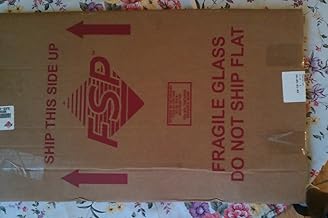 SHIP THIS SIDE UP
FSP
FRAGILE GLASS
DO NOT SHIP FLAT